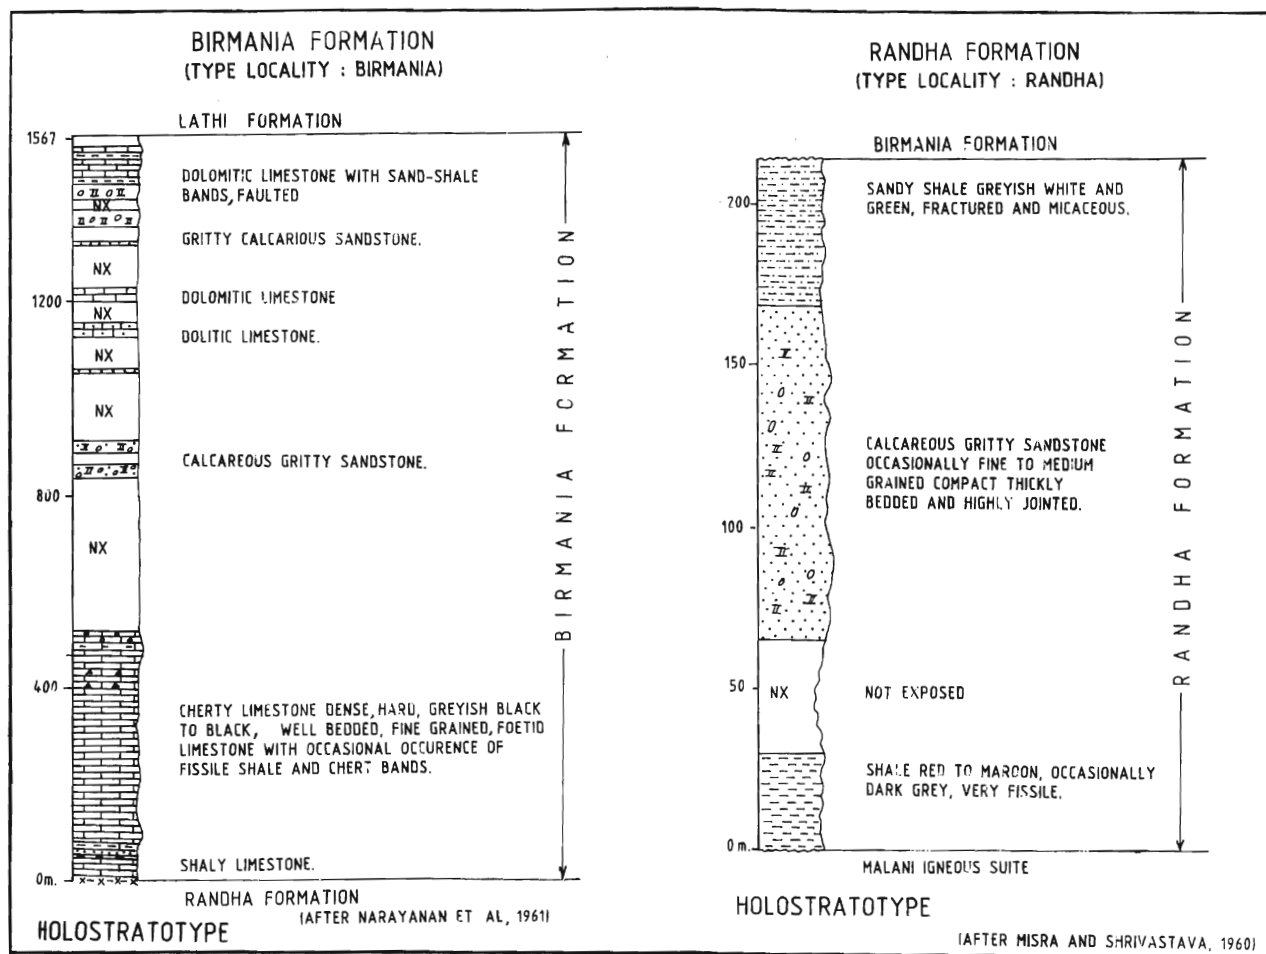 BIRMANIA FORMATION
(TYPE LOCALITY : BIRMANIA)
LATHI FORMATION
1567
DOLOMITIC LIMESTONE WITH SAND-SHALE
BANDS, FAULTED
NX
GRITTY CALCARIOUS SANDSTONE.
NX
1200
DOLOMITIC LIMESTONE
NX
DOLITIC LIMESTONE.
NX
NX
CALCAREOUS GRITTY SANDSTONE.
800
NX
400
CHERTY LIMESTONE DENSE, HARD, GREYISH BLACK
TO BLACK, WELL BEDDED, FINE GRAINED, FOETID
LIMESTONE WITH OCCASIONAL OCCURENCE OF
FISSILE SHALE AND CHERT BANDS.
SHALY LIMESTONE.
0m.
RANDHA FORMATION
(AFTER NARAYANAN ET AL, 1961)
HOLOSTRATOTYPE
BIRMANIA FORMATION
RANDHA FORMATION
(TYPE LOCALITY : RANDHA)
BIRMANIA FORMATION
200
SANDY SHALE GREYISH WHITE AND
GREEN, FRACTURED AND MICACEOUS.
150
CALCAREOUS GRITTY SANDSTONE
OCCASIONALLY FINE TO MEDIUM
GRAINED COMPACT THICKLY
BEDDED AND HIGHLY JOINTED.
100
50
NX
NOT EXPOSED
SHALE RED TO MAROON, OCCASIONALLY
DARK GREY, VERY FISSILE.
0m.
MALANI IGNEOUS SUITE
RANDHA FORMATION
HOLOSTRATOTYPE
(AFTER MISRA AND SHRIVASTAVA, 1960)